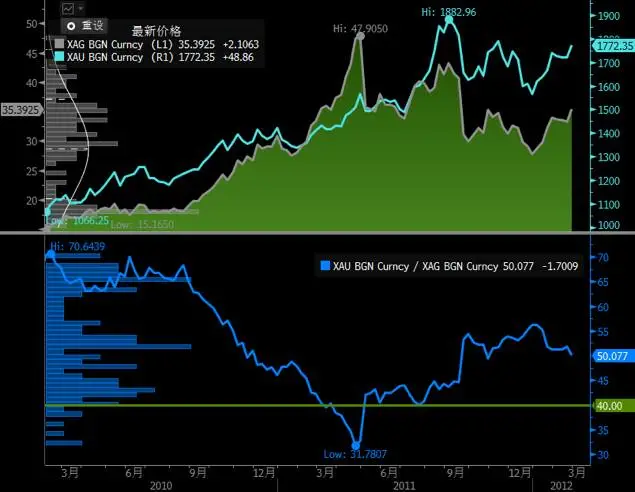 重设
最新价格
XAG BGN Curncy (L1) 35.3925 +2.1063
XAU BGN Curncy (R1) 1772.35 +48.86
Hi: 47.9050
Hi: 1882.96
50
45
40
35.3925
30
25
20
1900
1800
1772.35
1700
1600
1500
1400
1300
1200
1100
1000
Low: 1066.25
Low: 15.1650
Hi: 70.6439
XAU BGN Curncy / XAG BGN Curncy 50.077 -1.7009
70
65
60
55
50.077
45
40.00
35
30
Low: 31.7807
3月 6月 9月 12月 3月 6月 9月 12月 3月
2010 2011 2012